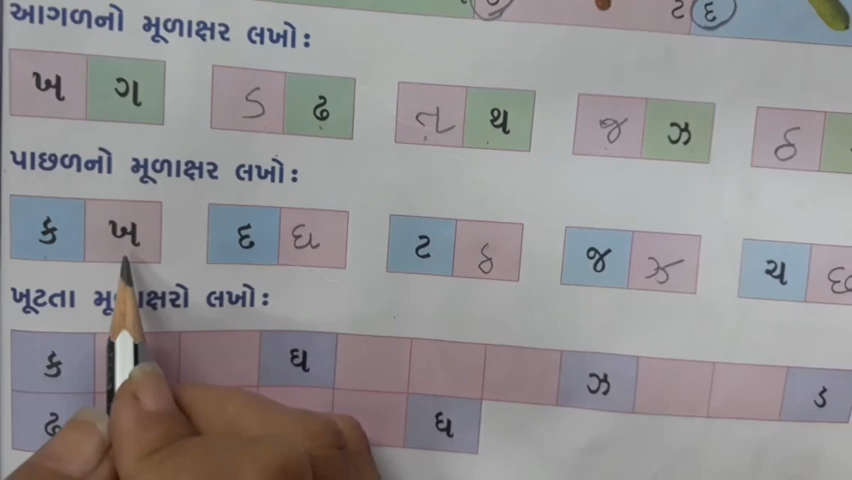 ટ દ
આગળનો મૂળાક્ષર લખો:
ખ ગ ડ ઢ ત થ જ ઝ ઠ
પાછળનો મૂળાક્ષર લખો:
ક ખ દ ધ ટ ઠ જ ઝ ચ છ
ખૂટતા મૂળાક્ષરો લખો:
ક ઘ ઝ ડ
ઢ ધ